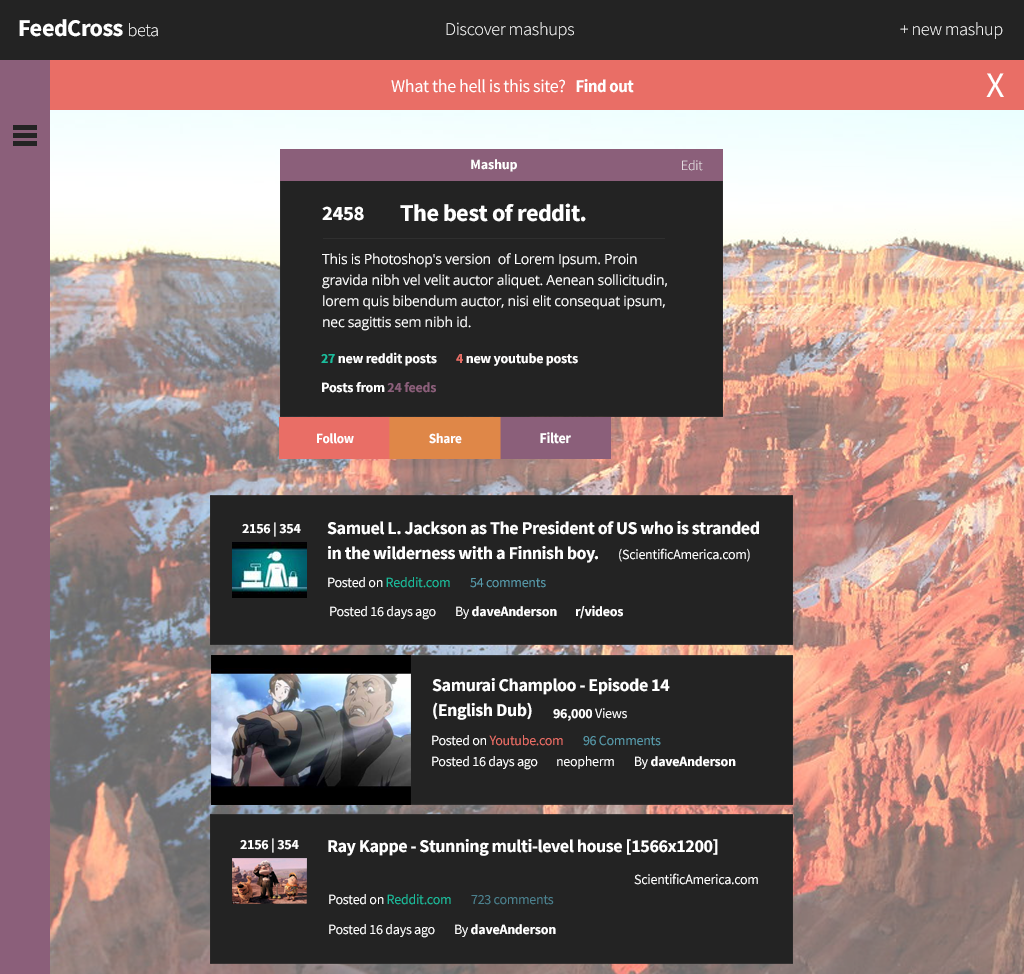 FeedCross beta
Discover mashups
+ new mashup
What the hell is this site? Find out
X
Mashup
Edit
2458 The best of reddit.
This is Photoshop's version of Lorem Ipsum. Proin
gravida nibh vel velit auctor aliquet. Aenean sollicitudin,
lorem quis bibendum auctor, nisi elit consequat ipsum,
nec sagittis sem nibh id.
27 new reddit posts 4 new youtube posts
Posts from 24 feeds
Follow Share Filter
2156 | 354
Samuel L. Jackson as The President of US who is stranded
in the wilderness with a Finnish boy. (ScientificAmerica.com)
Posted on Reddit.com 54 comments
Posted 16 days ago By daveAnderson r/videos
Samurai Champloo - Episode 14
(English Dub) 96,000 Views
Posted on Youtube.com 96 Comments
Posted 16 days ago neopherm By daveAnderson
2156 | 354
Ray Kappe - Stunning multi-level house [1566x1200]
ScientificAmerica.com
Posted on Reddit.com 723 comments
Posted 16 days ago By daveAnderson